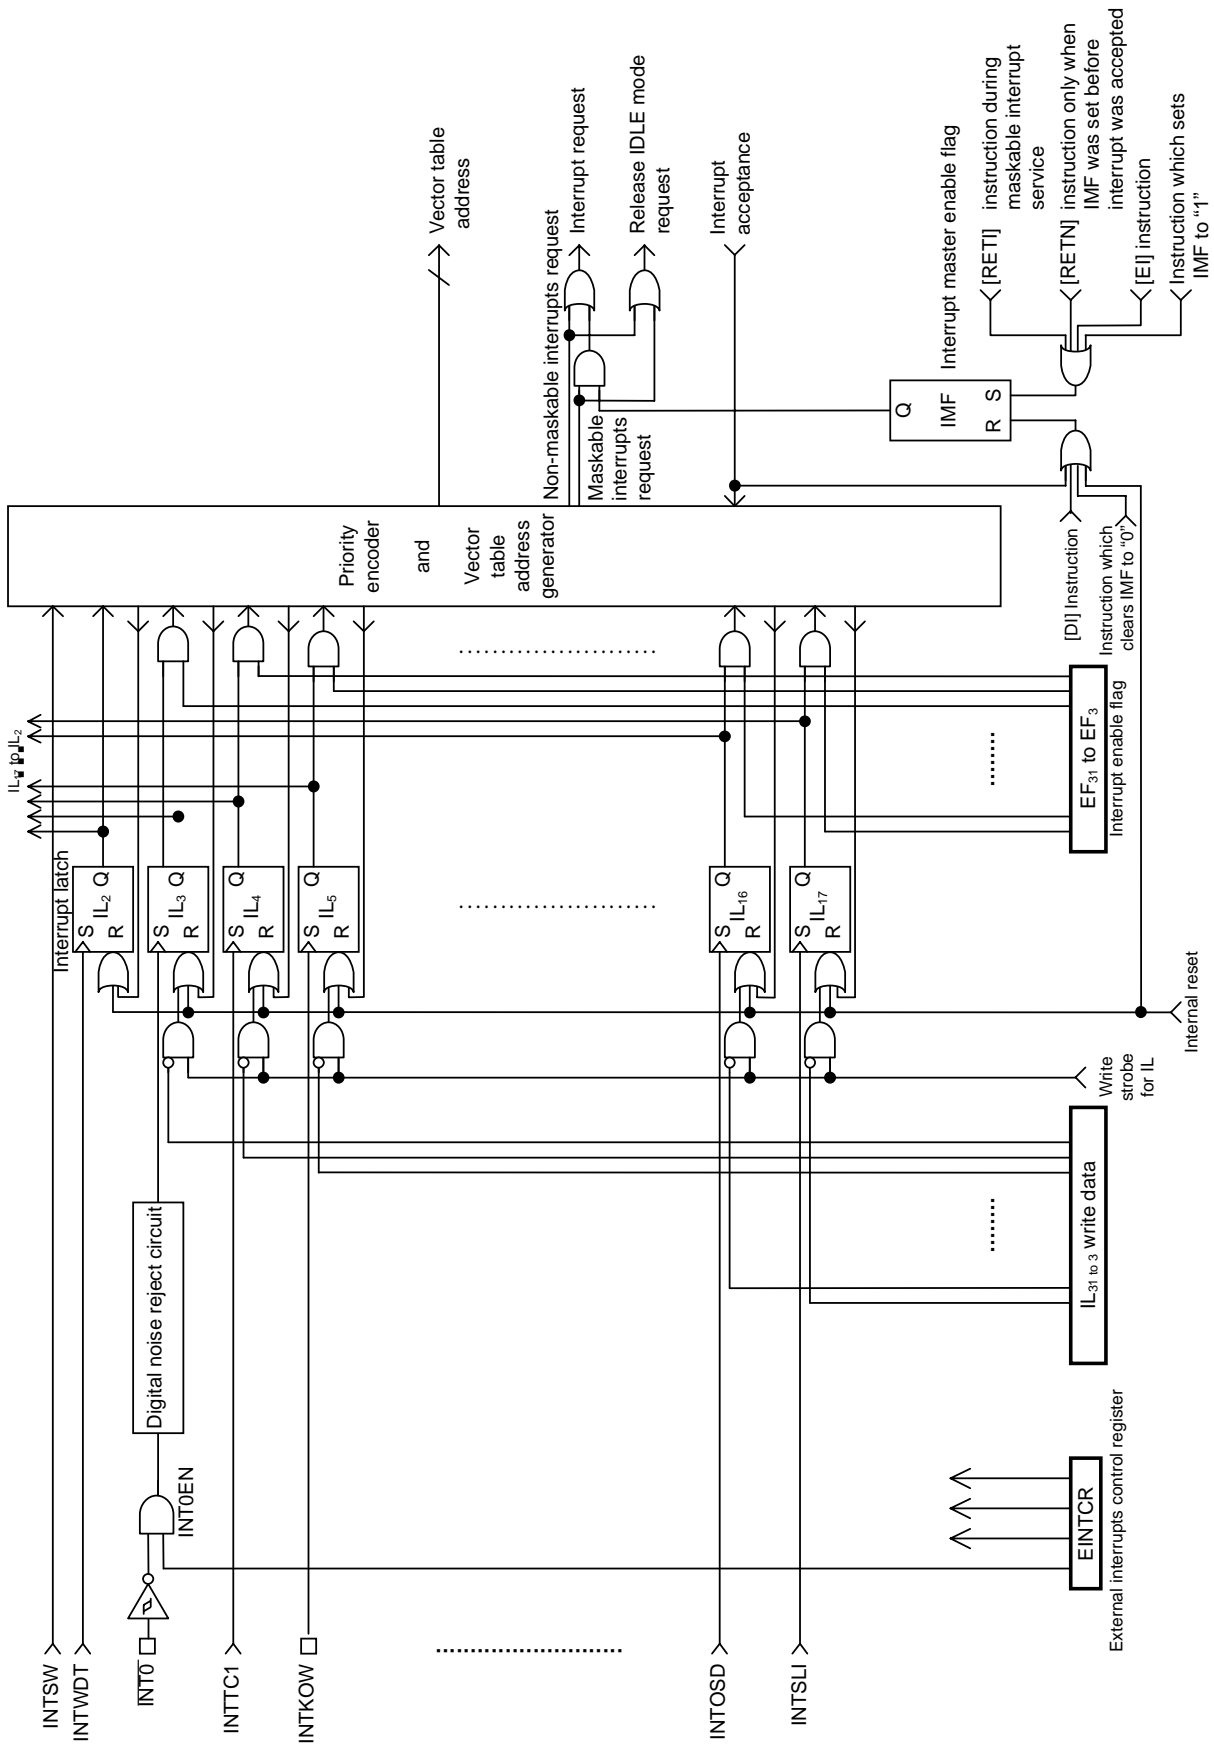 INTSW
INTWDT
INT0
INTTC1
INTKOW
INTOSD
INTSLI
INT0EN
EINTCR
External interrupts control register
Digital noise reject circuit
IL31 to 3 write data
Write
strobe
for IL
Internal reset
Interrupt latch
S
R
Q
IL2
S
R
Q
IL3
S
R
Q
IL4
S
R
Q
IL5
S
R
Q
IL16
S
R
Q
IL17
IL17 to IL2
EF31 to EF3
Interrupt enable flag
Priority
encoder
and
Vector
table
address
generator
[DI] Instruction
Instruction which
clears IMF to “0”
Vector table
address
Non-maskable interrupts request
Maskable
interrupts
request
Interrupt request
Release IDLE mode
request
Interrupt
acceptance
Interrupt master enable flag
Q
IMF
R S
[RETI] instruction during
maskable interrupt
service
[RETN] instruction only when
IMF was set before
interrupt was accepted
[EI] instruction
Instruction which sets
IMF to “1”